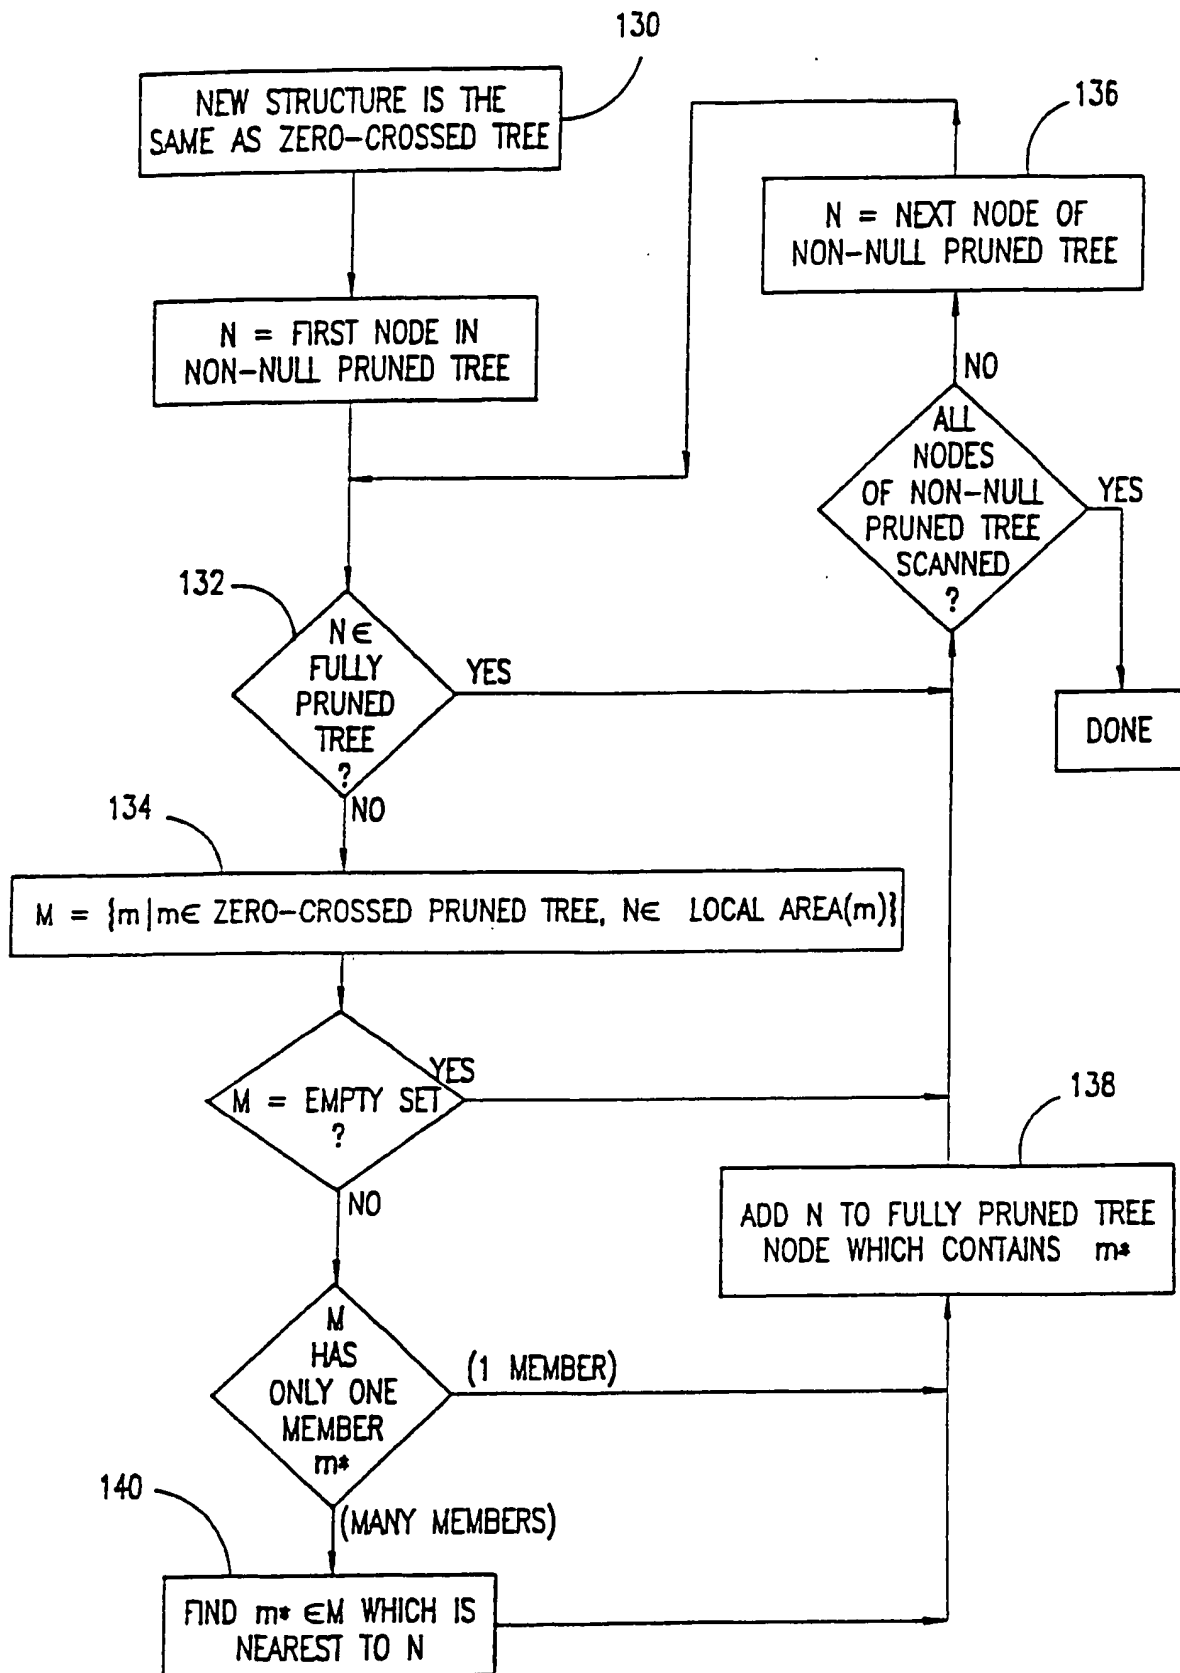 130
NEW STRUCTURE IS THE
SAME AS ZERO-CROSSED TREE
136
N = NEXT NODE OF
NON-NULL PRUNED TREE
N = FIRST NODE IN
NON-NULL PRUNED TREE
NO
ALL
NODES
OF NON-NULL
PRUNED TREE
SCANNED
?
YES
DONE
132
N∈
FULLY
PRUNED
TREE
?
YES
NO
134
M = {m|m∈ ZERO-CROSSED PRUNED TREE, N∈ LOCAL AREA(m)}
M = EMPTY SET
?
YES
NO
138
ADD N TO FULLY PRUNED TREE
NODE WHICH CONTAINS m*
M
HAS
ONLY ONE
MEMBER
m*
(1 MEMBER)
(MANY MEMBERS)
140
FIND m* ∈M WHICH IS
NEAREST TO N